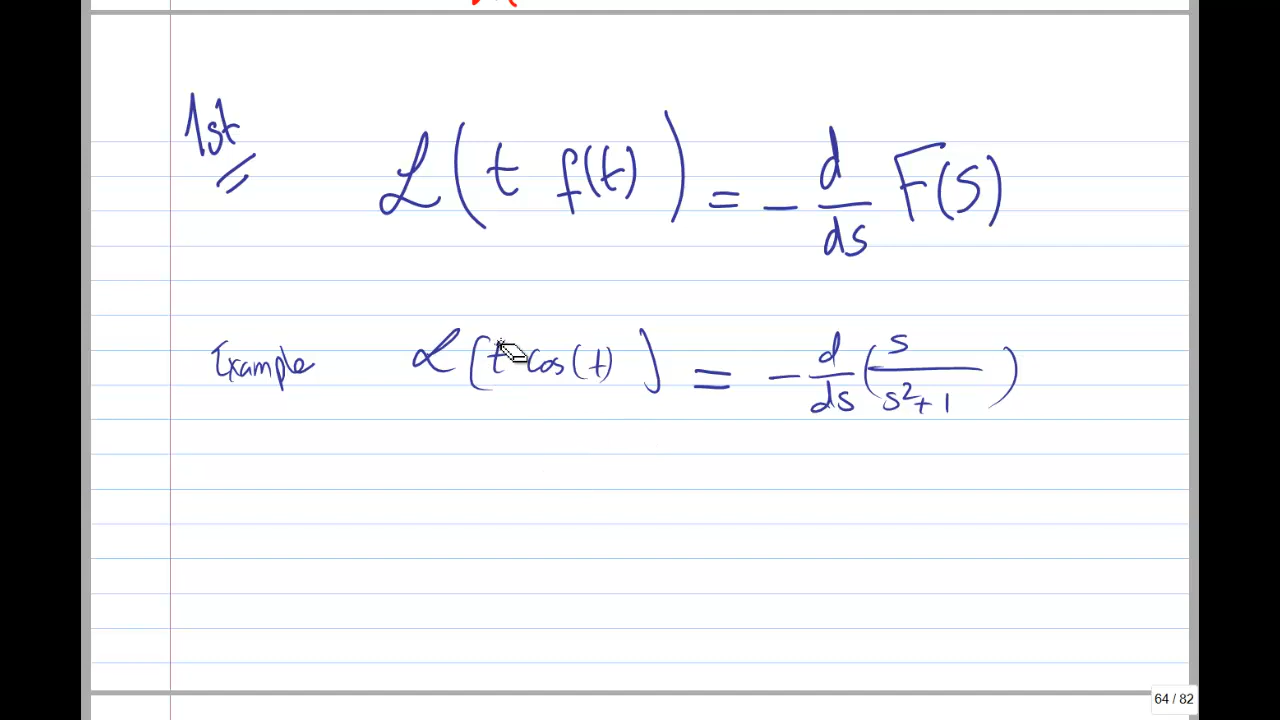 1st
ℒ( t f(t) ) = - d/ds F(s)
Example ℒ[ t cos(t) ] = - d/ds ( s / s²+1 )
64 / 82